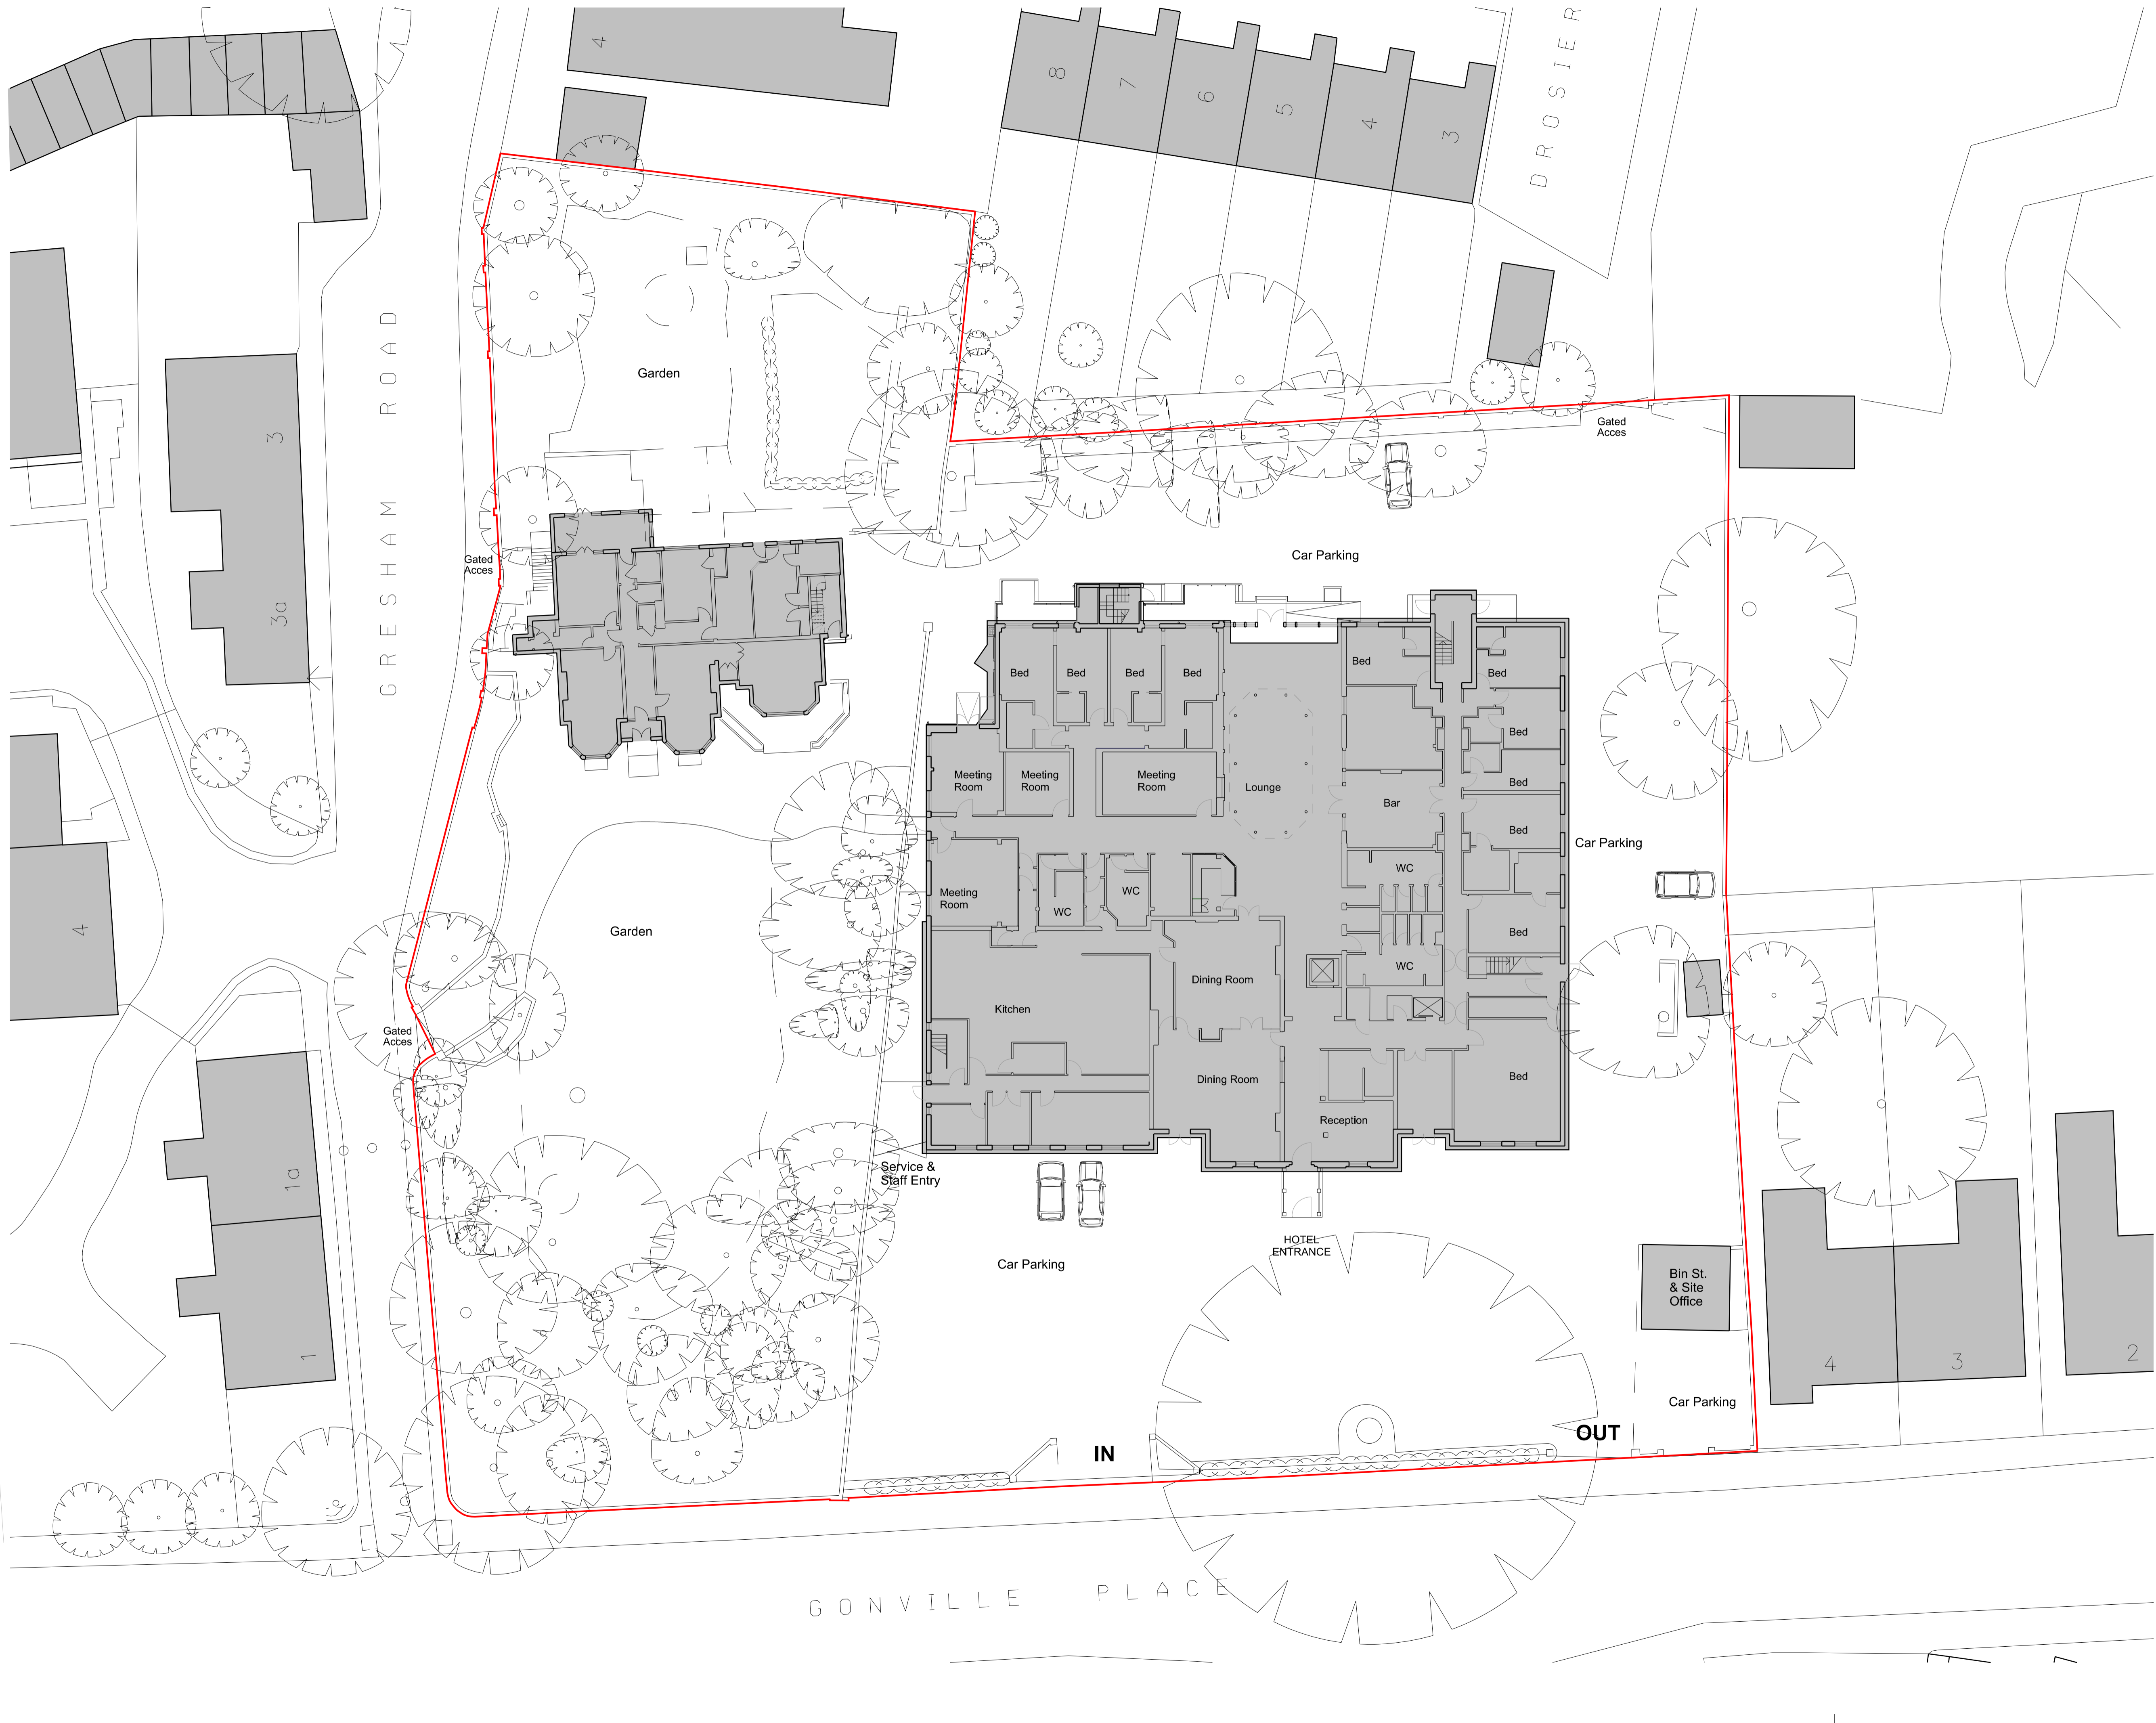 4
8
7
6
5
4
3
DROSIER
GRESHAM ROAD
3
3a
Garden
Gated
Acces
Gated
Acces
Car Parking
Bed
Bed
Bed
Bed
Bed
Bed
Bed
Bed
Bed
Bed
Bed
Meeting
Room
Meeting
Room
Meeting
Room
Lounge
Bar
Car Parking
WC
WC
WC
WC
Meeting
Room
4
Garden
Dining Room
Kitchen
Gated
Acces
Dining Room
Reception
Service &
Staff Entry
1a
1
HOTEL
ENTRANCE
Car Parking
Bin St.
& Site
Office
4
3
2
Car Parking
IN
OUT
GONVILLE PLACE